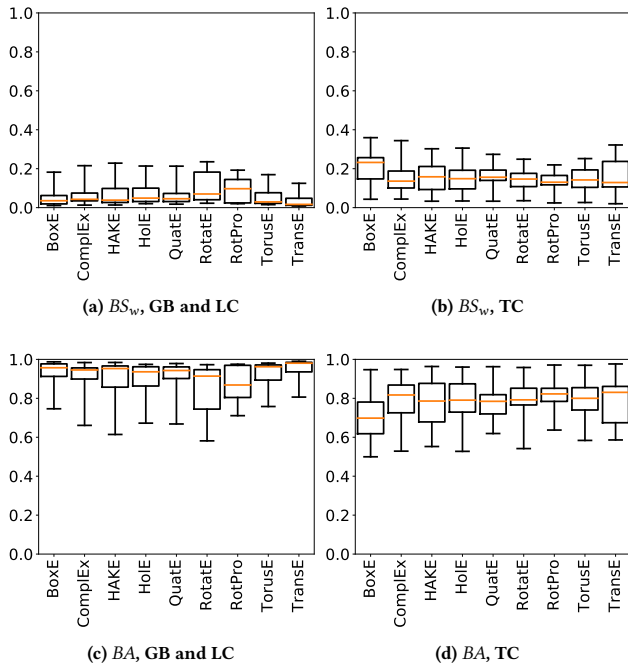 1.0
0.8
0.6
0.4
0.2
0.0
BoxE
ComplEx
HAKE
HolE
QuatE
RotatE
RotPro
TorusE
TransE
(a) BSw, GB and LC
1.0
0.8
0.6
0.4
0.2
0.0
BoxE
ComplEx
HAKE
HolE
QuatE
RotatE
RotPro
TorusE
TransE
(b) BSw, TC
1.0
0.8
0.6
0.4
0.2
0.0
BoxE
ComplEx
HAKE
HolE
QuatE
RotatE
RotPro
TorusE
TransE
(c) BA, GB and LC
1.0
0.8
0.6
0.4
0.2
0.0
BoxE
ComplEx
HAKE
HolE
QuatE
RotatE
RotPro
TorusE
TransE
(d) BA, TC